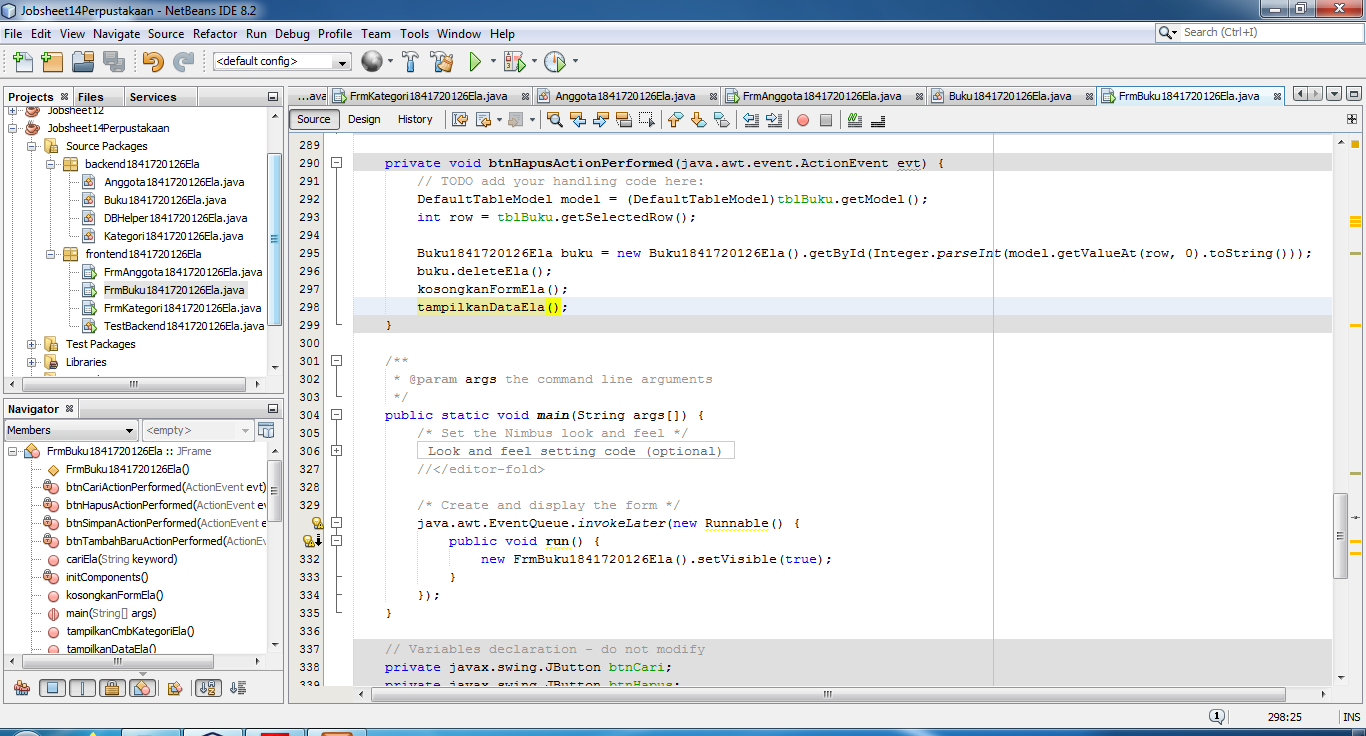 Jobsheet14Perpustakaan - NetBeans IDE 8.2
File Edit View Navigate Source Refactor Run Debug Profile Team Tools Window Help
Search (Ctrl+I)
<default config>
Projects Files Services
Jobsheet12
Jobsheet14Perpustakaan
Source Packages
backend1841720126Ela
Anggota1841720126Ela.java
Buku1841720126Ela.java
DBHelper1841720126Ela.java
Kategori1841720126Ela.java
frontend1841720126Ela
FrmAnggota1841720126Ela.java
FrmBuku1841720126Ela.java
FrmKategori1841720126Ela.java
TestBackend1841720126Ela.java
Test Packages
Libraries
Navigator
Members <empty>
FrmBuku1841720126Ela :: JFrame
FrmBuku1841720126Ela()
btnCariActionPerformed(ActionEvent evt)
btnHapusActionPerformed(ActionEvent ev
btnSimpanActionPerformed(ActionEvent e
btnTambahBaruActionPerformed(ActionEv
cariEla(String keyword)
initComponents()
kosongkanFormEla()
main(String[] args)
tampilkanCmbKategoriEla()
tampilkanDataEla()
...ava FrmKategori1841720126Ela.java Anggota1841720126Ela.java FrmAnggota1841720126Ela.java Buku1841720126Ela.java FrmBuku1841720126Ela.java
Source Design History
289
290 private void btnHapusActionPerformed(java.awt.event.ActionEvent evt) {
291 // TODO add your handling code here:
292 DefaultTableModel model = (DefaultTableModel)tblBuku.getModel();
293 int row = tblBuku.getSelectedRow();
294
295 Buku1841720126Ela buku = new Buku1841720126Ela().getById(Integer.parseInt(model.getValueAt(row, 0).toString()));
296 buku.deleteEla();
297 kosongkanFormEla();
298 tampilkanDataEla();
299 }
300
301 /**
302 * @param args the command line arguments
303 */
304 public static void main(String args[]) {
305 /* Set the Nimbus look and feel */
306 Look and feel setting code (optional)
327 //</editor-fold>
328
329 /* Create and display the form */
java.awt.EventQueue.invokeLater(new Runnable() {
public void run() {
332 new FrmBuku1841720126Ela().setVisible(true);
333 }
334 });
335 }
336
337 // Variables declaration - do not modify
338 private javax.swing.JButton btnCari;
339 private javax.swing.JButton btnHapus;
1 298:25 INS